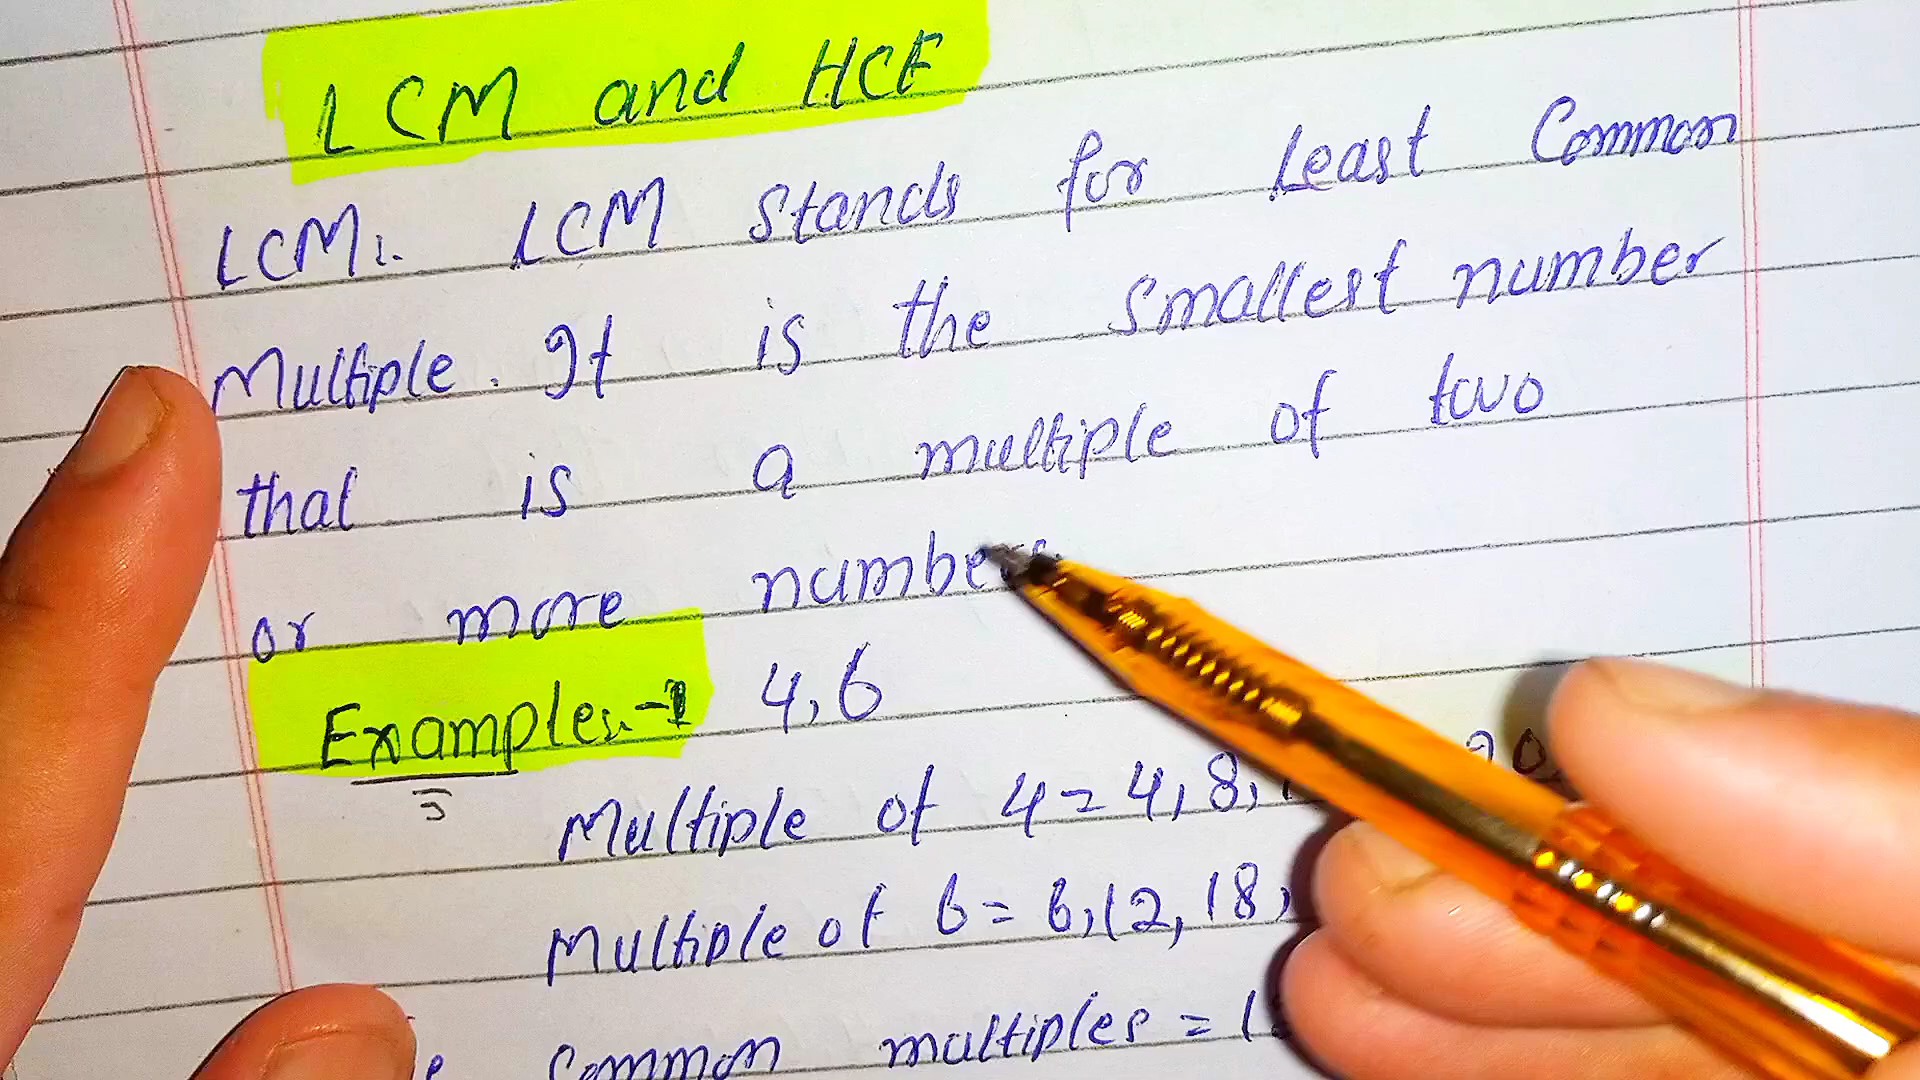 LCM and HCF
LCM:- LCM Stands for Least Common
Multiple. It is the smallest number
that is a multiple of two
or more numbers
Examples:-1 4,6
Multiple of 4= 4, 8,
Multiple of 6= 6,12, 18,
Common multiples =